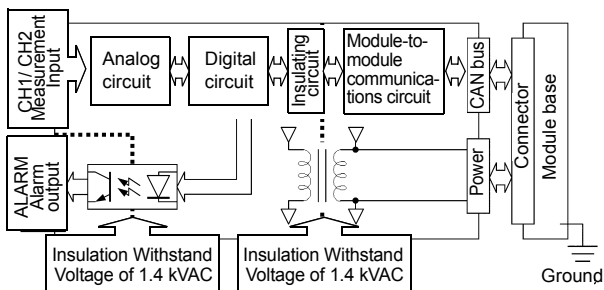 CH1/ CH2
Measurement
Input
Analog
circuit
Digital
circuit
Insulating
circuit
Module-to-
module
communica-
tions circuit
CAN bus
Connector
Module base
ALARM
Alarm
output
Power
Insulation Withstand
Voltage of 1.4 kVAC
Insulation Withstand
Voltage of 1.4 kVAC
Ground